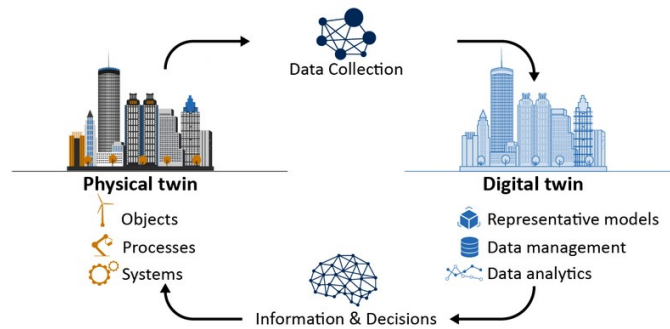 Data Collection
Physical twin
Digital twin
Objects
Processes
Systems
Representative models
Data management
Data analytics
Information & Decisions